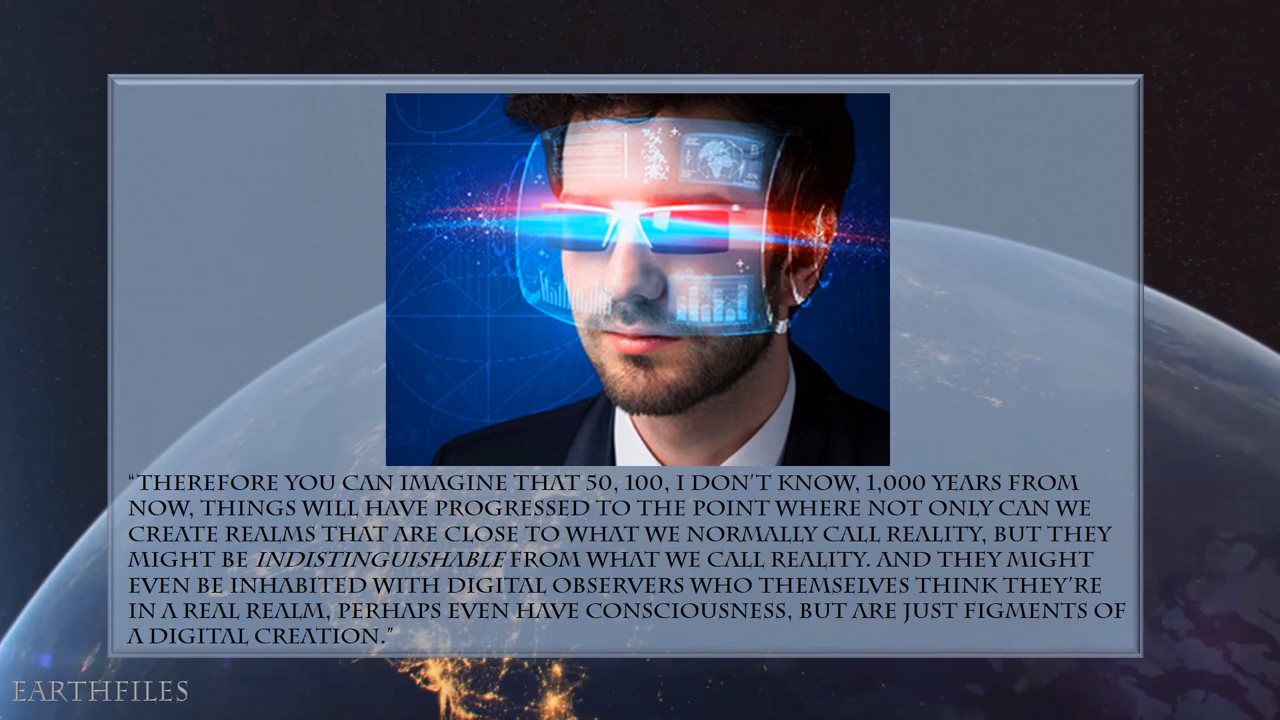 “THEREFORE YOU CAN IMAGINE THAT 50, 100, I DON'T KNOW, 1,000 YEARS FROM
NOW, THINGS WILL HAVE PROGRESSED TO THE POINT WHERE NOT ONLY CAN WE
CREATE REALMS THAT ARE CLOSE TO WHAT WE NORMALLY CALL REALITY, BUT THEY
MIGHT BE INDISTINGUISHABLE FROM WHAT WE CALL REALITY. AND THEY MIGHT
EVEN BE INHABITED WITH DIGITAL OBSERVERS WHO THEMSELVES THINK THEY'RE
IN A REAL REALM, PERHAPS EVEN HAVE CONSCIOUSNESS, BUT ARE JUST FIGMENTS OF
A DIGITAL CREATION.”
EARTHFILES